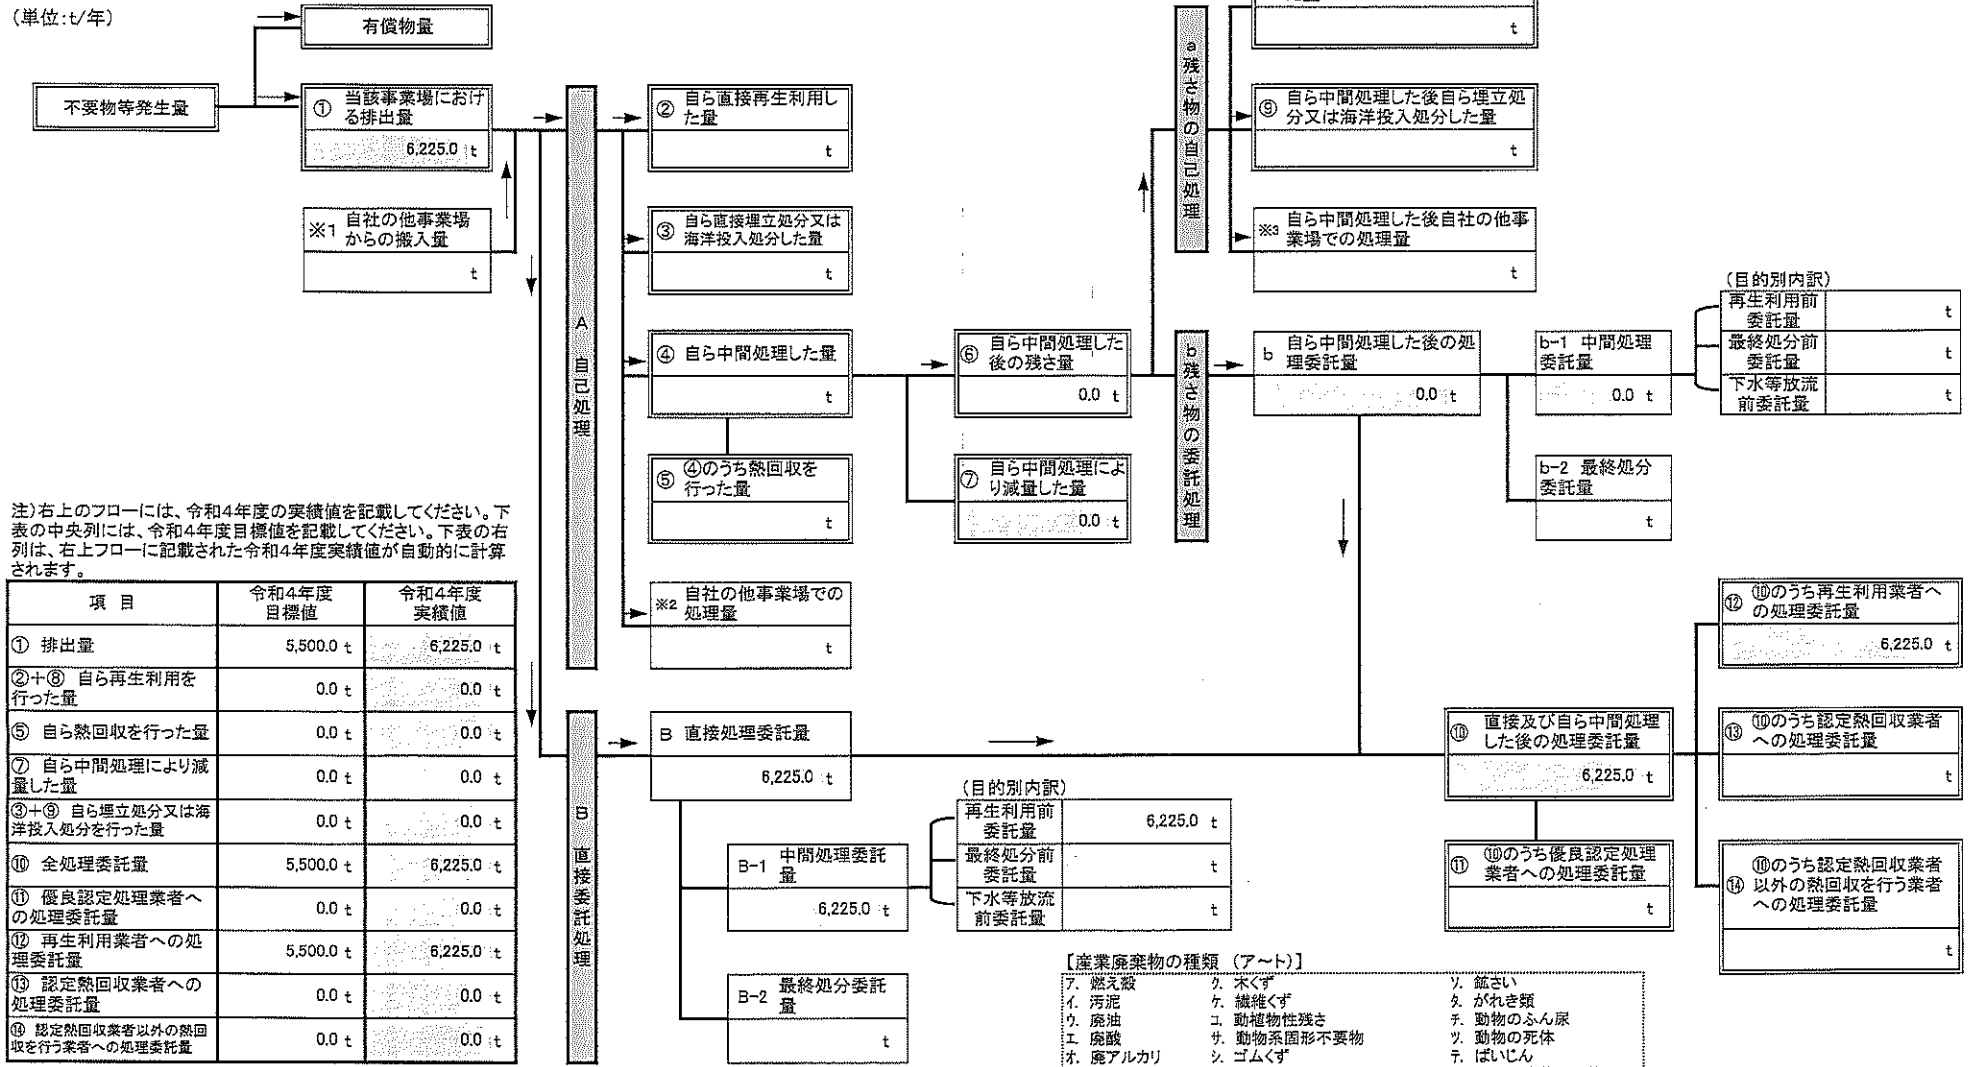 (単位:t/年)
有償物量
不要物等発生量
① 当該事業場におけ
る排出量
6,225.0 t
※1 自社の他事業場
からの搬入量
t
A 自己処理
② 自ら直接再生利用し
た量
t
③ 自ら直接埋立処分又は
海洋投入処分した量
t
④ 自ら中間処理した量
t
⑤ ④のうち熱回収を
行った量
t
※2 自社の他事業場での
処理量
t
⑥ 自ら中間処理した
後の残さ量
0.0 t
⑦ 自ら中間処理によ
り減量した量
0.0 t
a 残さ物の自己処理
t
⑨ 自ら中間処理した後自ら埋立処
分又は海洋投入処分した量
t
※3 自ら中間処理した後自社の他事
業場での処理量
t
b 残さ物の委託処理
b 自ら中間処理した後の処
理委託量
0.0 t
b-1 中間処理
委託量
0.0 t
b-2 最終処分
委託量
t
(目的別内訳)
再生利用前
委託量 t
最終処分前
委託量 t
下水等放流
前委託量 t
注)右上のフローには、令和4年度の実績値を記載してください。下
表の中央列には、令和4年度目標値を記載してください。下表の右
列は、右上フローに記載された令和4年度実績値が自動的に計算
されます。
項 目 令和4年度 目標値 令和4年度 実績値
① 排出量 5,500.0 t 6,225.0 t
②+⑧ 自ら再生利用を
行った量 0.0 t 0.0 t
⑤ 自ら熱回収を行った量 0.0 t 0.0 t
⑦ 自ら中間処理により減
量した量 0.0 t 0.0 t
③+⑨ 自ら埋立処分又は海
洋投入処分を行った量 0.0 t 0.0 t
⑩ 全処理委託量 5,500.0 t 6,225.0 t
⑪ 優良認定処理業者へ
の処理委託量 0.0 t 0.0 t
⑫ 再生利用業者への処
理委託量 5,500.0 t 6,225.0 t
⑬ 認定熱回収業者への
処理委託量 0.0 t 0.0 t
⑭ 認定熱回収業者以外の熱回
収を行う業者への処理委託量 0.0 t 0.0 t
B 直接委託処理
B 直接処理委託量
6,225.0 t
B-1 中間処理委託
量
6,225.0 t
B-2 最終処分委託
量
t
(目的別内訳)
再生利用前
委託量 6,225.0 t
最終処分前
委託量 t
下水等放流
前委託量 t
⑩ 直接及び自ら中間処理
した後の処理委託量
6,225.0 t
⑪ ⑩のうち優良認定処理
業者への処理委託量
t
⑫ ⑩のうち再生利用業者へ
の処理委託量
6,225.0 t
⑬ ⑩のうち認定熱回収業者
への処理委託量
t
⑭ ⑩のうち認定熱回収業者
以外の熱回収を行う業者
への処理委託量
t
【産業廃棄物の種類 (ア~ト)】
ア. 燃え殻 ク. 木くず ソ. 鉱さい
イ. 汚泥 ケ. 繊維くず タ. がれき類
ウ. 廃油 コ. 動植物性残さ チ. 動物のふん尿
エ. 廃酸 サ. 動物系固形不要物 ツ. 動物の死体
オ. 廃アルカリ シ. ゴムくず テ. ばいじん